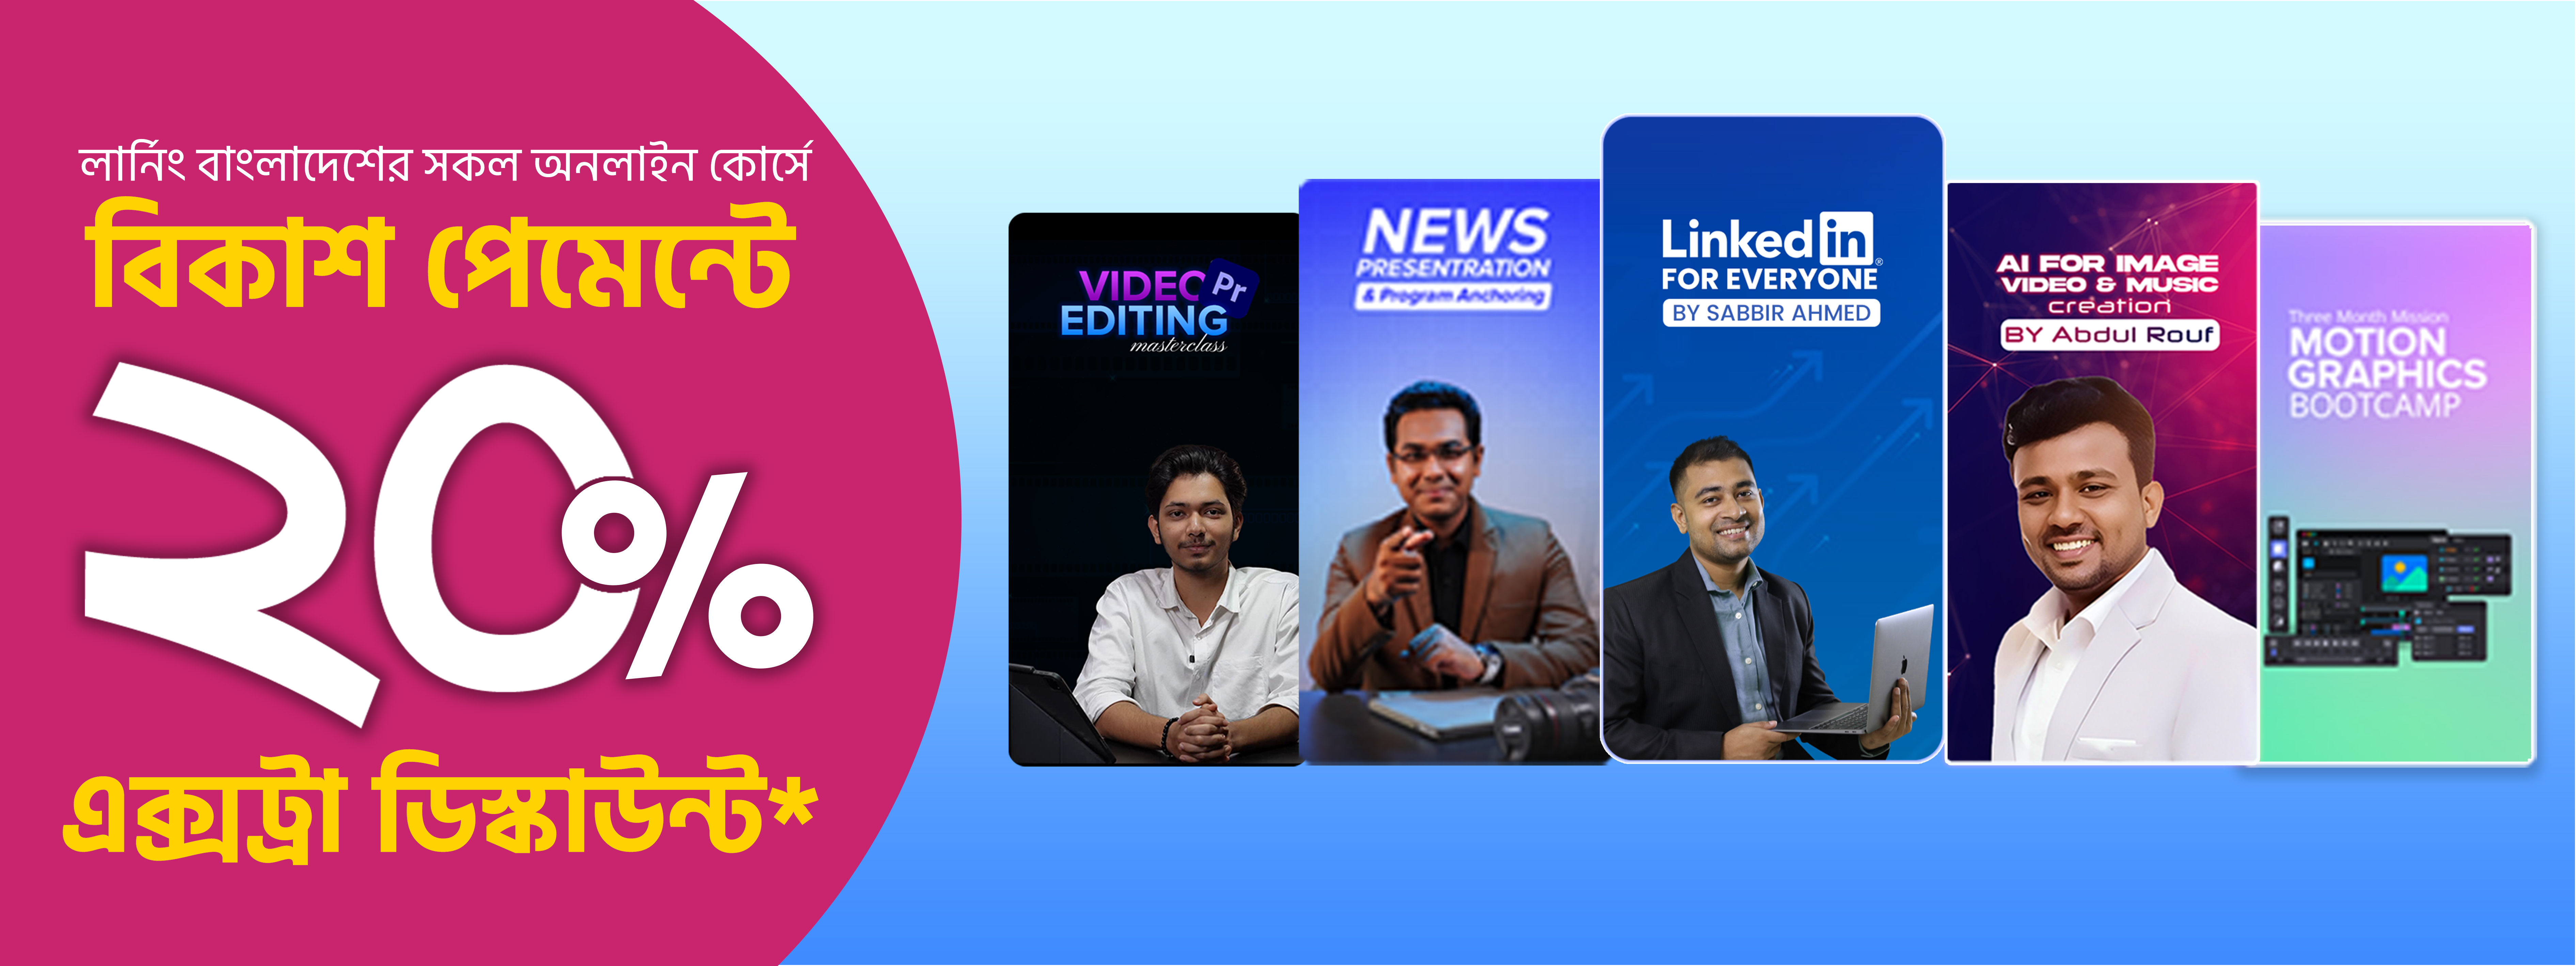 লার্নিং বাংলাদেশের সকল অনলাইন কোর্সে
বিকাশ পেমেন্টে
২০%
এক্সট্রা ডিস্কাউন্ট*
VIDEO Pr
EDITING
masterclass
NEWS
PRESENTRATION
& Program Anchoring
Linked in®
FOR EVERYONE
BY SABBIR AHMED
AI FOR IMAGE
VIDEO & MUSIC
creation
BY Abdul Rouf
Three Month Mission
MOTION
GRAPHICS
BOOTCAMP